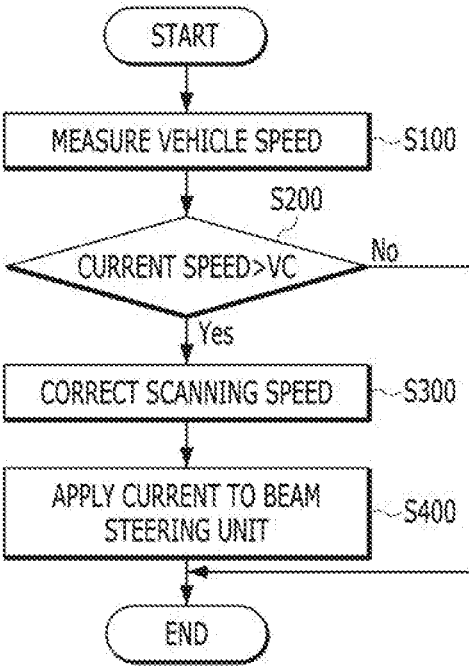 START
MEASURE VEHICLE SPEED
S100
S200
CURRENT SPEED>VC
No
Yes
CORRECT SCANNING SPEED
S300
APPLY CURRENT TO BEAM
STEERING UNIT
S400
END